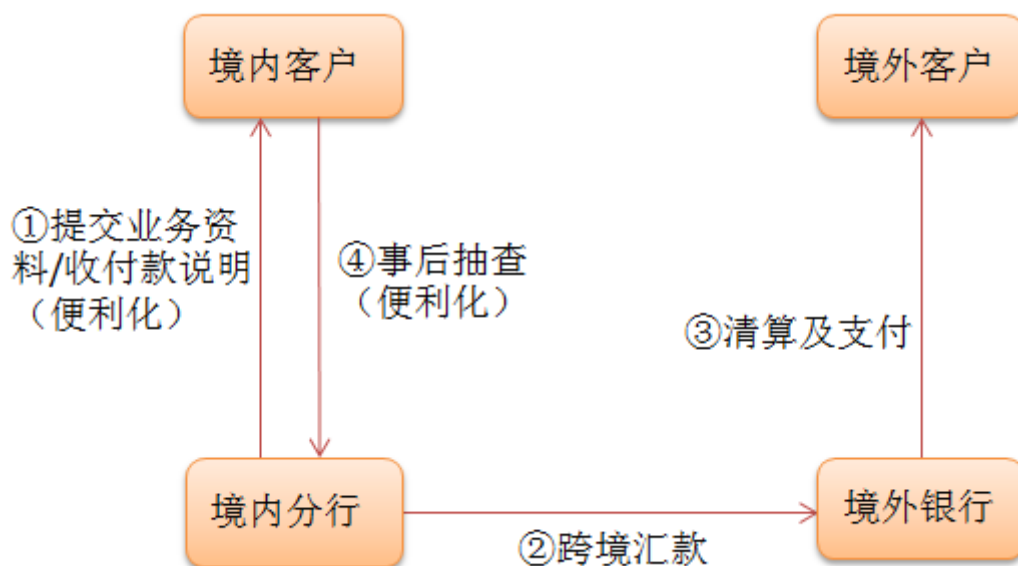 境内客户
境外客户
①提交业务资
料/收付款说明
（便利化）
④事后抽查
（便利化）
③清算及支付
境内分行
境外银行
②跨境汇款